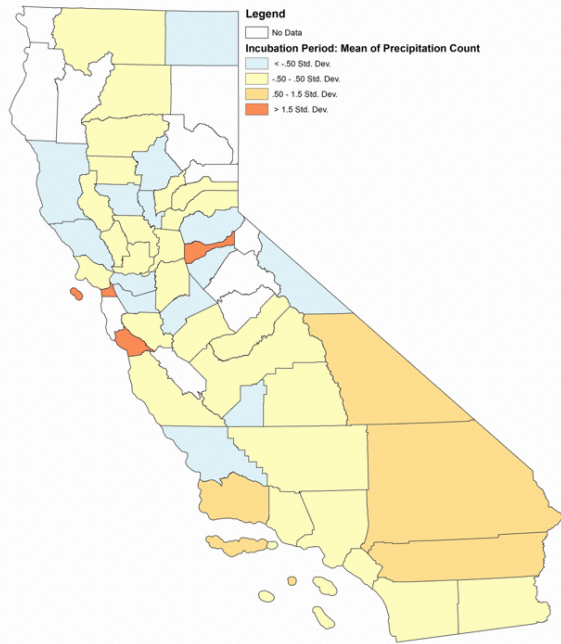 Legend
No Data
Incubation Period: Mean of Precipitation Count
< -.50 Std. Dev.
-.50 - .50 Std. Dev.
.50 - 1.5 Std. Dev.
> 1.5 Std. Dev.